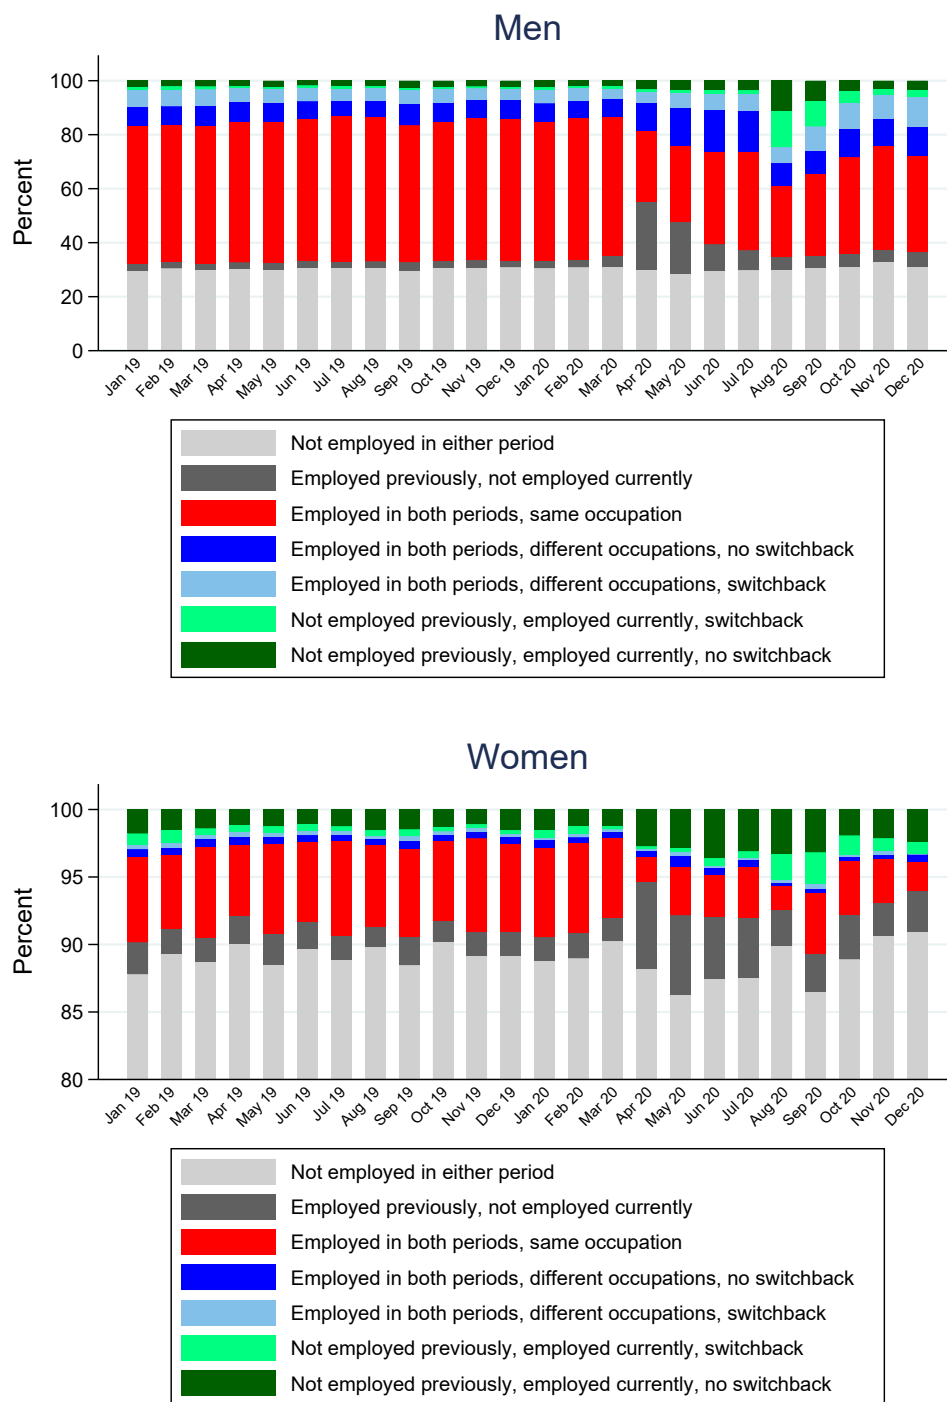 Men
Percent
100
80
60
40
20
0
Jan 19
Feb 19
Mar 19
Apr 19
May 19
Jun 19
Jul 19
Aug 19
Sep 19
Oct 19
Nov 19
Dec 19
Jan 20
Feb 20
Mar 20
Apr 20
May 20
Jun 20
Jul 20
Aug 20
Sep 20
Oct 20
Nov 20
Dec 20
Not employed in either period
Employed previously, not employed currently
Employed in both periods, same occupation
Employed in both periods, different occupations, no switchback
Employed in both periods, different occupations, switchback
Not employed previously, employed currently, switchback
Not employed previously, employed currently, no switchback
Women
Percent
100
95
90
85
80
Jan 19
Feb 19
Mar 19
Apr 19
May 19
Jun 19
Jul 19
Aug 19
Sep 19
Oct 19
Nov 19
Dec 19
Jan 20
Feb 20
Mar 20
Apr 20
May 20
Jun 20
Jul 20
Aug 20
Sep 20
Oct 20
Nov 20
Dec 20
Not employed in either period
Employed previously, not employed currently
Employed in both periods, same occupation
Employed in both periods, different occupations, no switchback
Employed in both periods, different occupations, switchback
Not employed previously, employed currently, switchback
Not employed previously, employed currently, no switchback